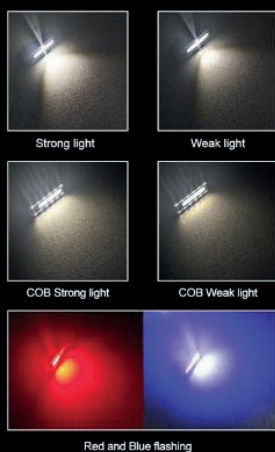 Strong light
Weak light
COB Strong light
COB Weak light
Red and Blue flashing